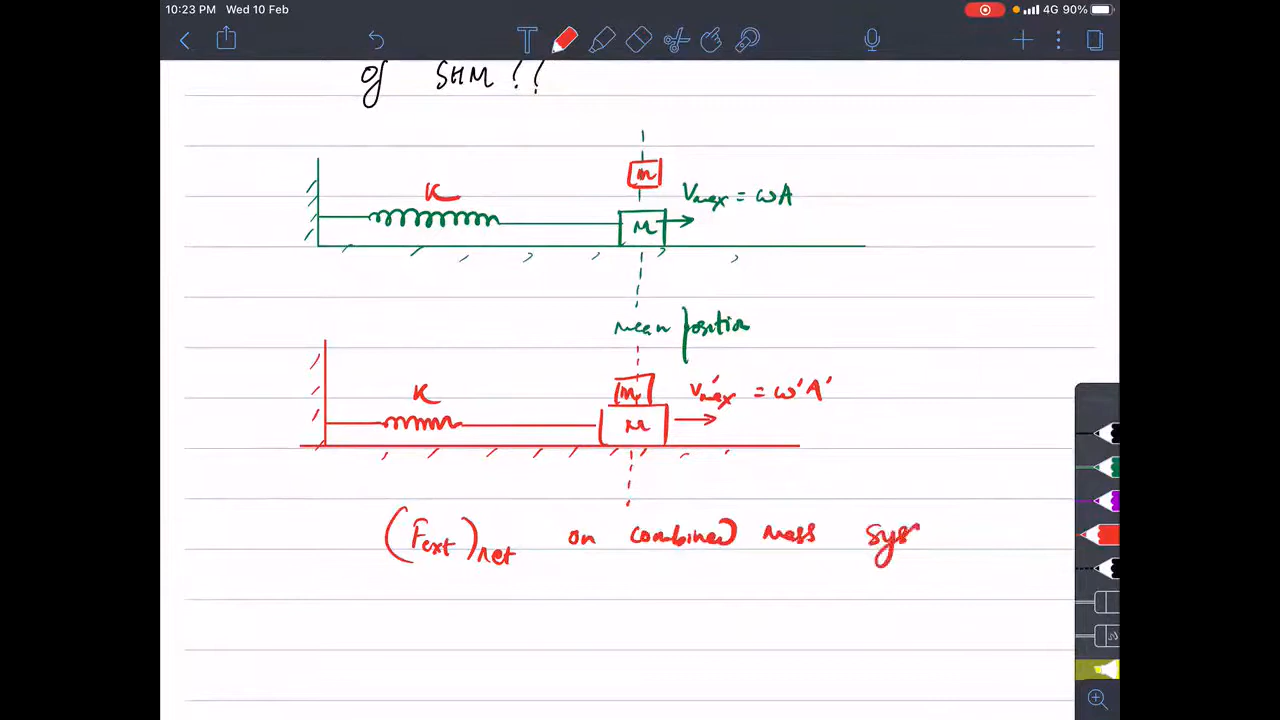 10:23 PM Wed 10 Feb
4G 90%
T
of SHM ??
m
K
Vmax = ωA
M
mean position
K
m
V'max = ω'A'
M
(Fext)net on combined mass sys